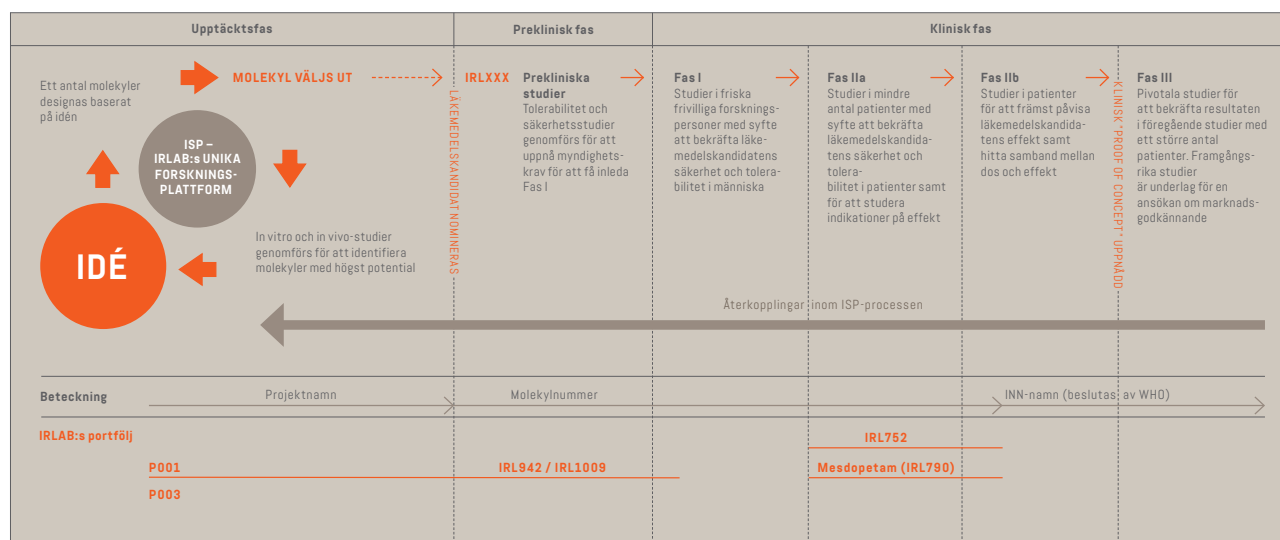 Upptäcktsfas
Preklinisk fas
Klinisk fas
Ett antal molekyler
designas baserat
på idén
MOLEKYL VÄLJS UT
ISP –
IRLAB:s UNIKA
FORSKNINGS-
PLATTFORM
IDÉ
In vitro och in vivo-studier
genomförs för att identifiera
molekyler med högst potential
LÄKEMEDELSKANDIDAT NOMINERAS
IRLXXX
Prekliniska
studier
Tolerabilitet och
säkerhetsstudier
genomförs för att
uppnå myndighets-
krav för att få inleda
Fas I
Fas I
Studier i friska
frivilliga forsknings-
personer med syfte
att bekräfta läke-
medelskandidatens
säkerhet och tolera-
bilitet i människa
Fas IIa
Studier i mindre
antal patienter med
syfte att bekräfta
läkemedelskandida-
tens säkerhet och
tolera-
bilitet i patienter samt
för att studera
indikationer på effekt
Fas IIb
Studier i patienter
för att främst påvisa
läkemedelskandida-
tens effekt samt
hitta samband mellan
dos och effekt
KLINISK "PROOF OF CONCEPT" UPPNÅDD
Fas III
Pivotala studier för
att bekräfta resultaten
i föregående studier med
ett större antal
patienter. Framgångs-
rika studier
är underlag för en
ansökan om marknads-
godkännande
Återkopplingar inom ISP-processen
Beteckning
Projektnamn
Molekylnummer
INN-namn (beslutas av WHO)
IRLAB:s portfölj
IRL752
P001
IRL942 / IRL1009
Mesdopetam (IRL790)
P003